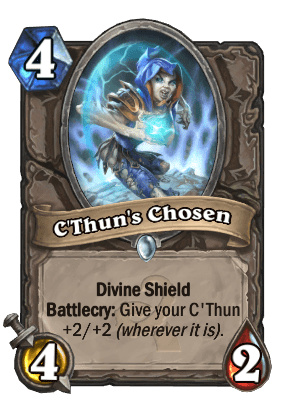 4
C'Thun's Chosen
Divine Shield
Battlecry: Give your C'Thun
+2/+2 (wherever it is).
4
2